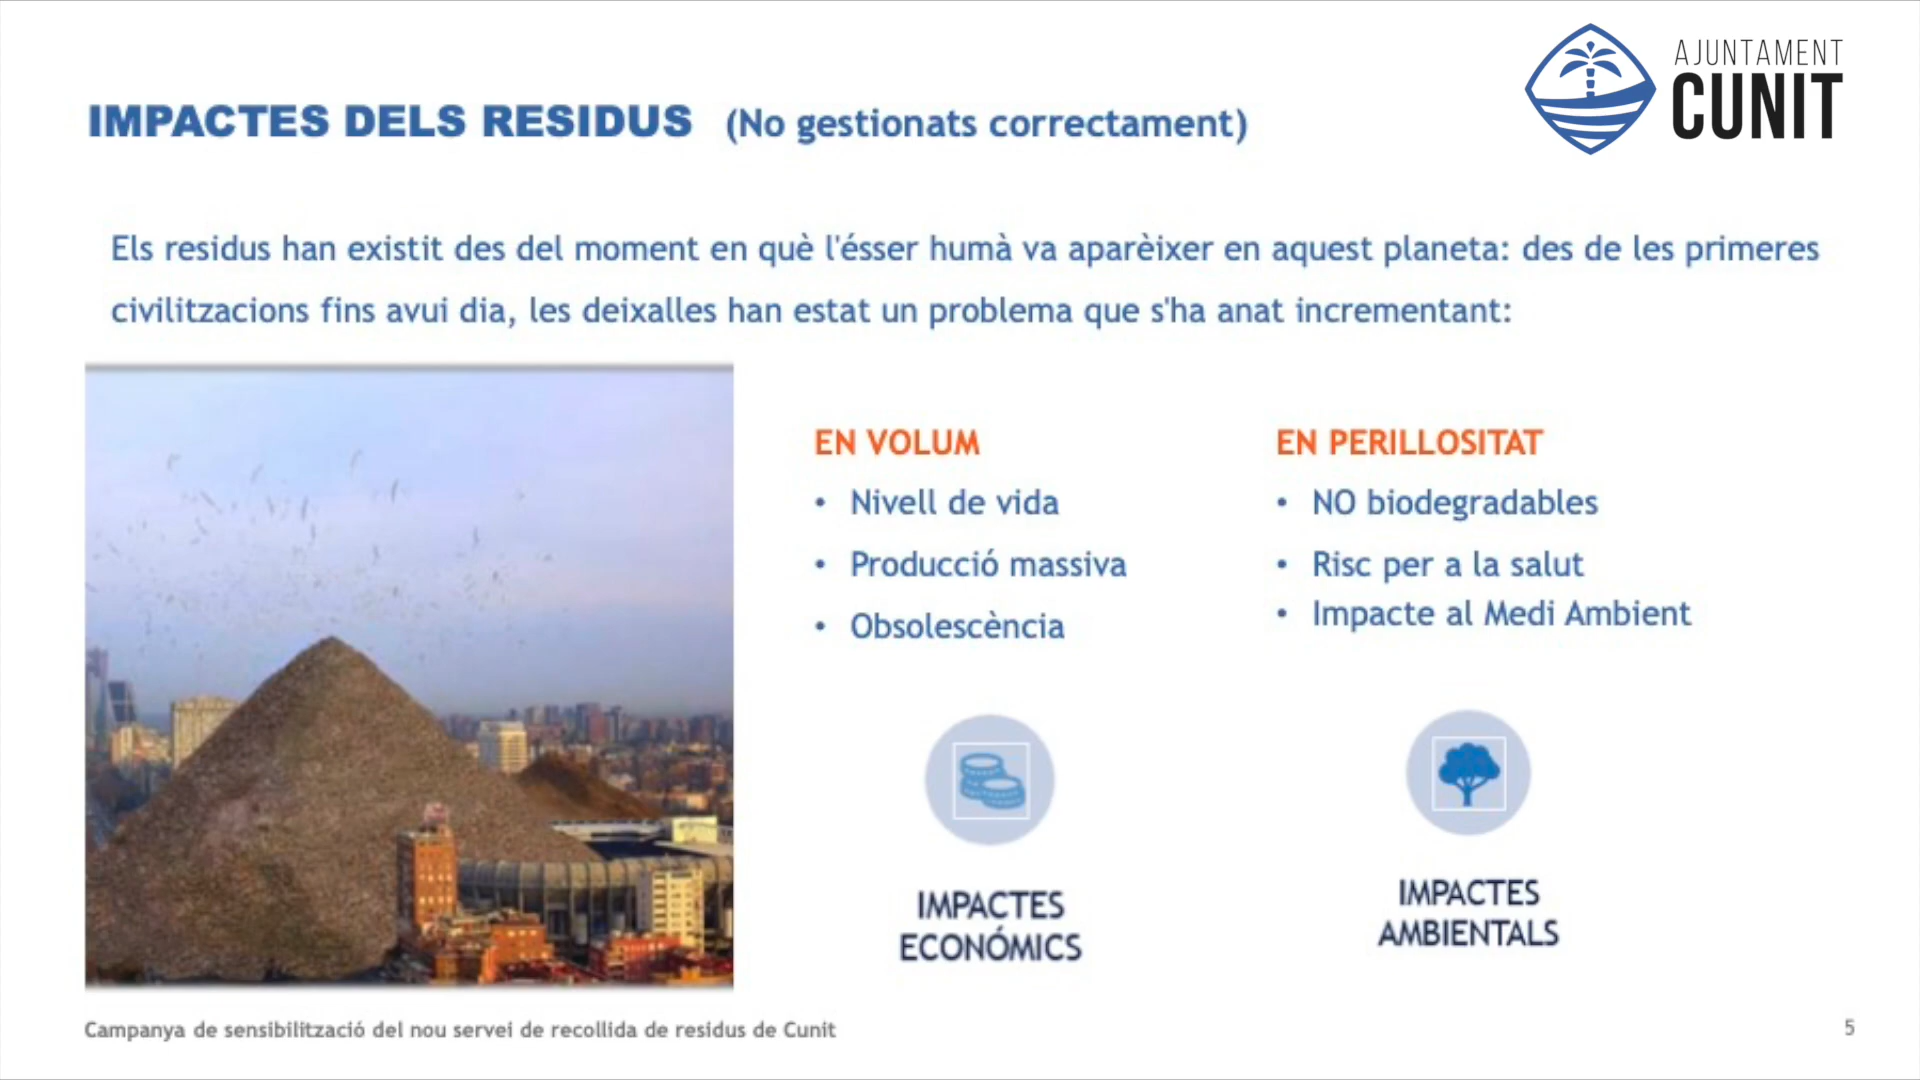 AJUNTAMENT
CUNIT
IMPACTES DELS RESIDUS (No gestionats correctament)
Els residus han existit des del moment en què l'ésser humà va aparèixer en aquest planeta: des de les primeres
civilitzacions fins avui dia, les deixalles han estat un problema que s'ha anat incrementant:
EN VOLUM
• Nivell de vida
• Producció massiva
• Obsolescència
EN PERILLOSITAT
• NO biodegradables
• Risc per a la salut
• Impacte al Medi Ambient
IMPACTES
ECONÓMICS
IMPACTES
AMBIENTALS
Campanya de sensibilització del nou servei de recollida de residus de Cunit
5